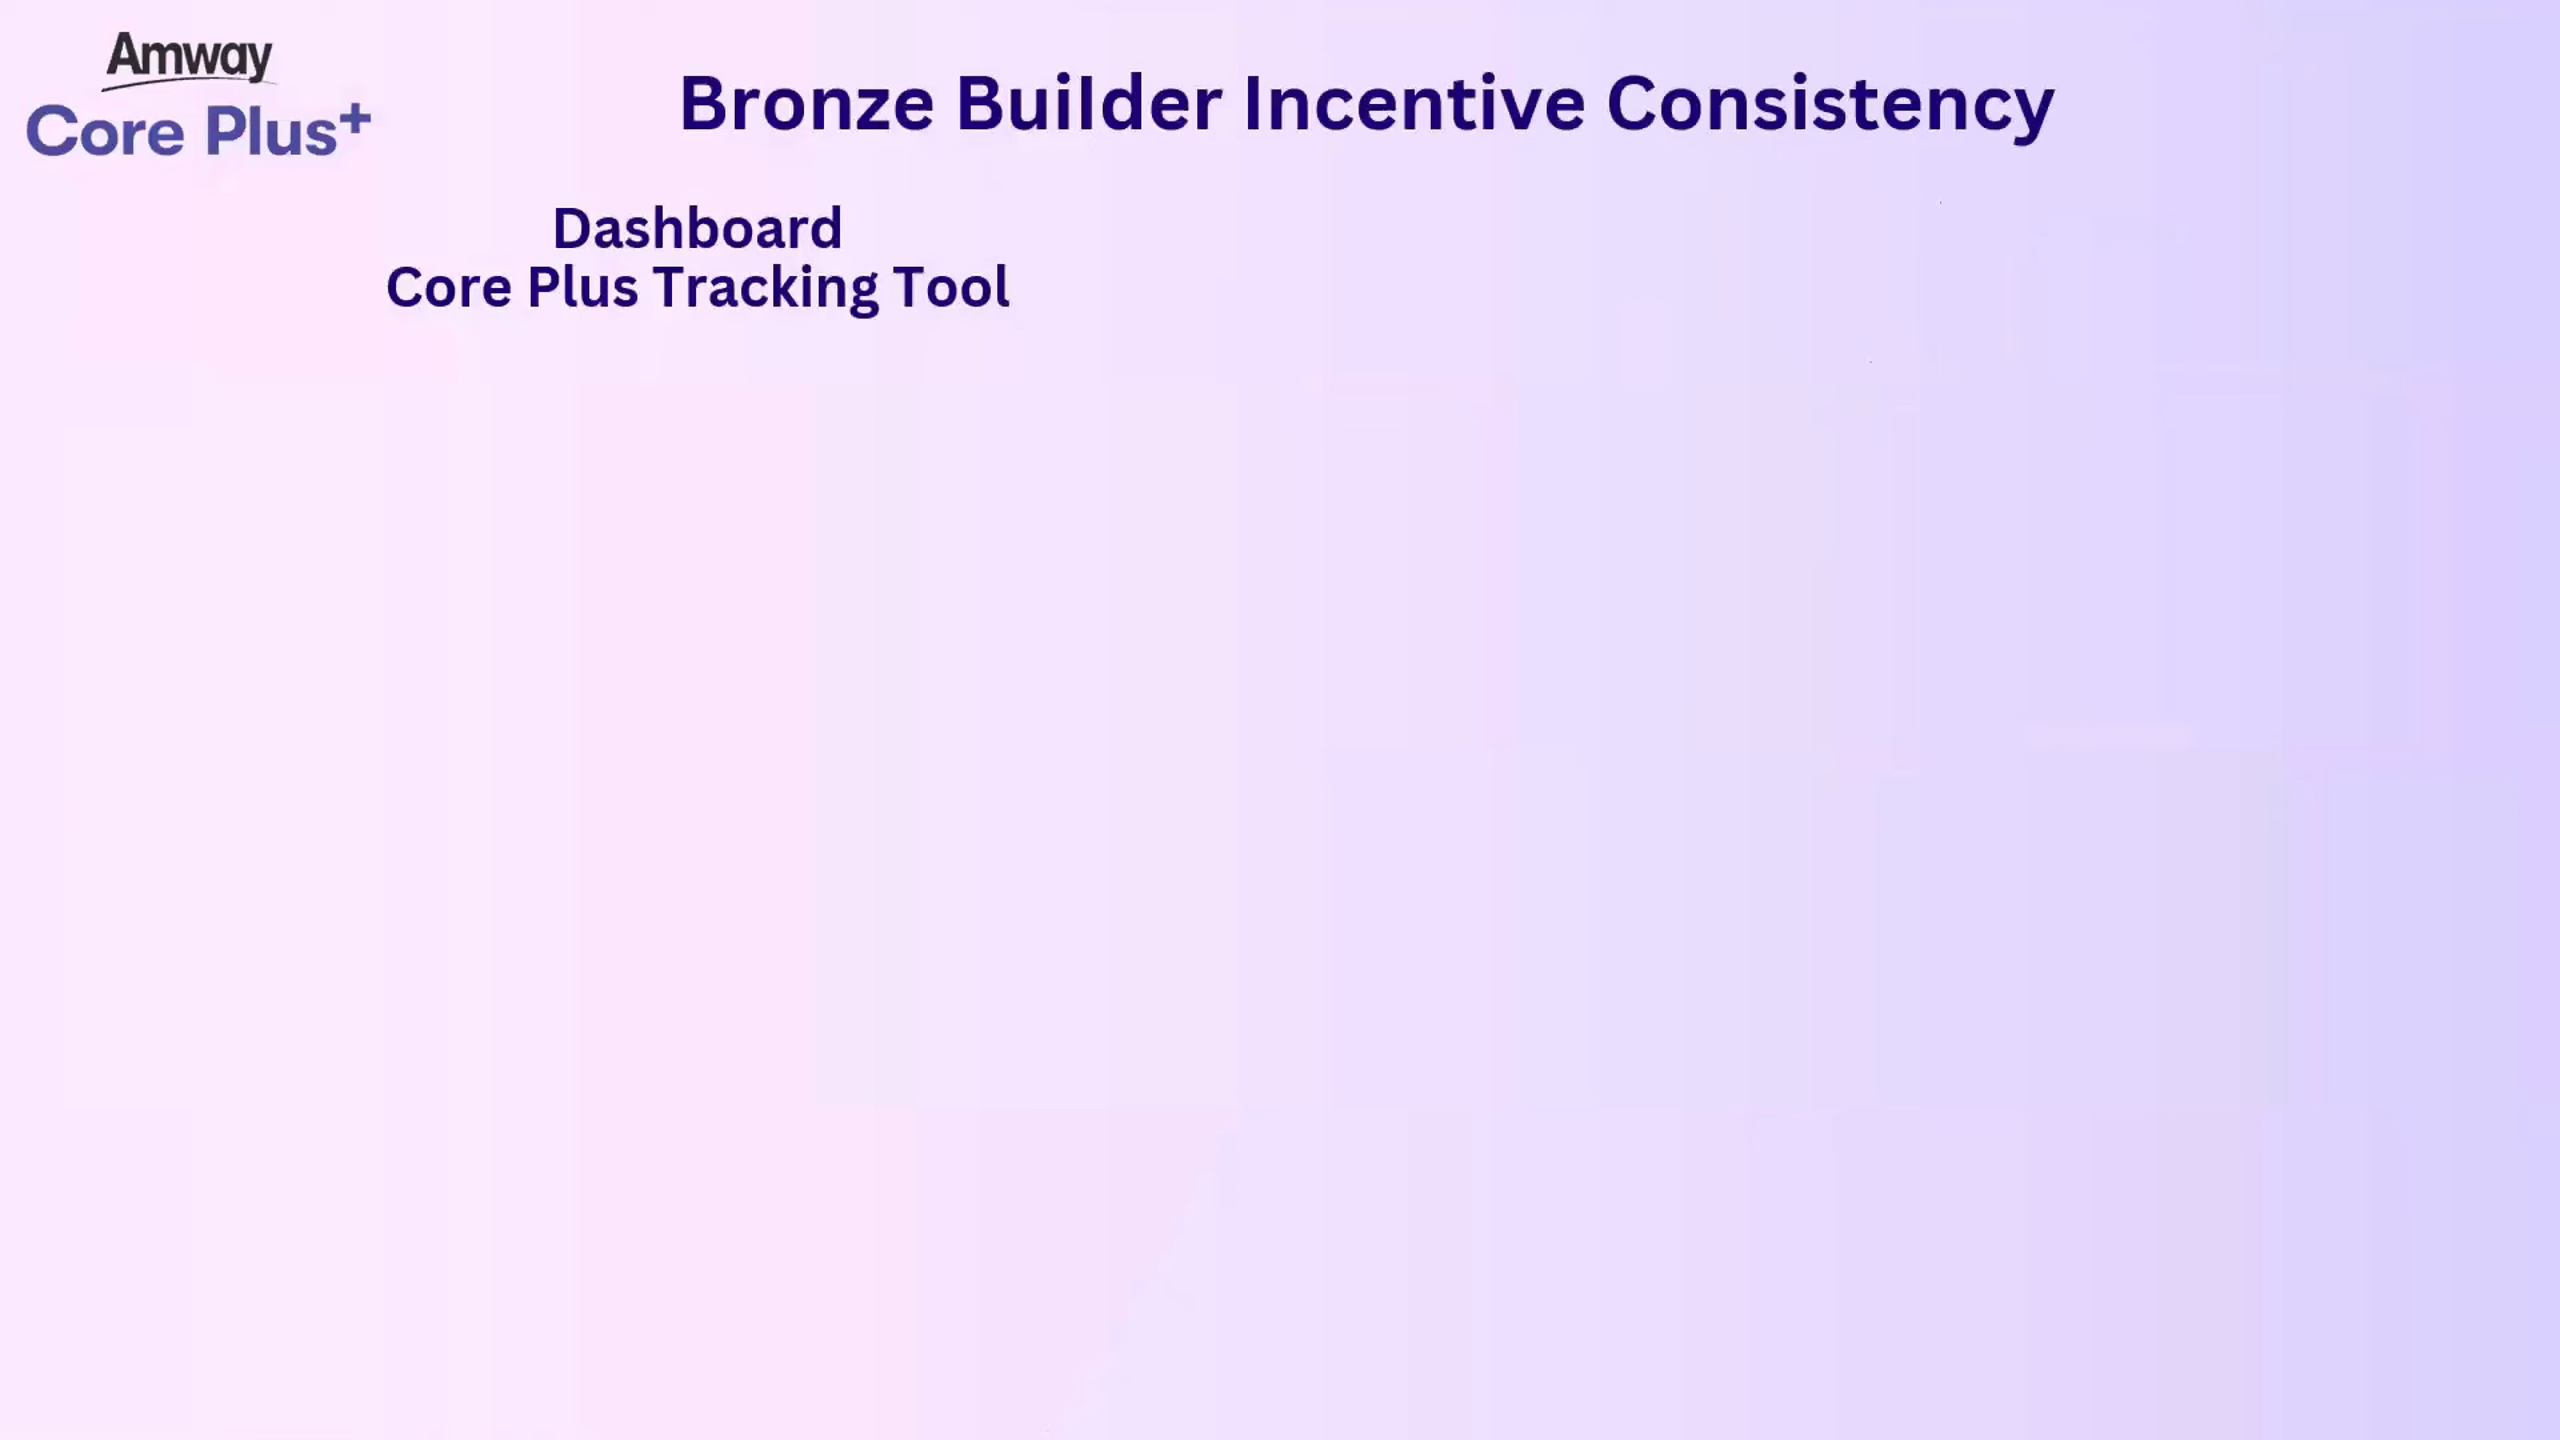 Amway
Core Plus+
Bronze Builder Incentive Consistency
Dashboard
Core Plus Tracking Tool